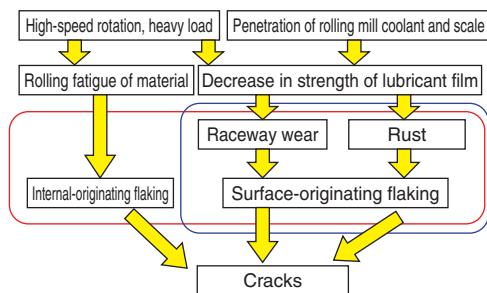 High-speed rotation, heavy load
Penetration of rolling mill coolant and scale
Rolling fatigue of material
Decrease in strength of lubricant film
Raceway wear
Rust
Internal-originating flaking
Surface-originating flaking
Cracks